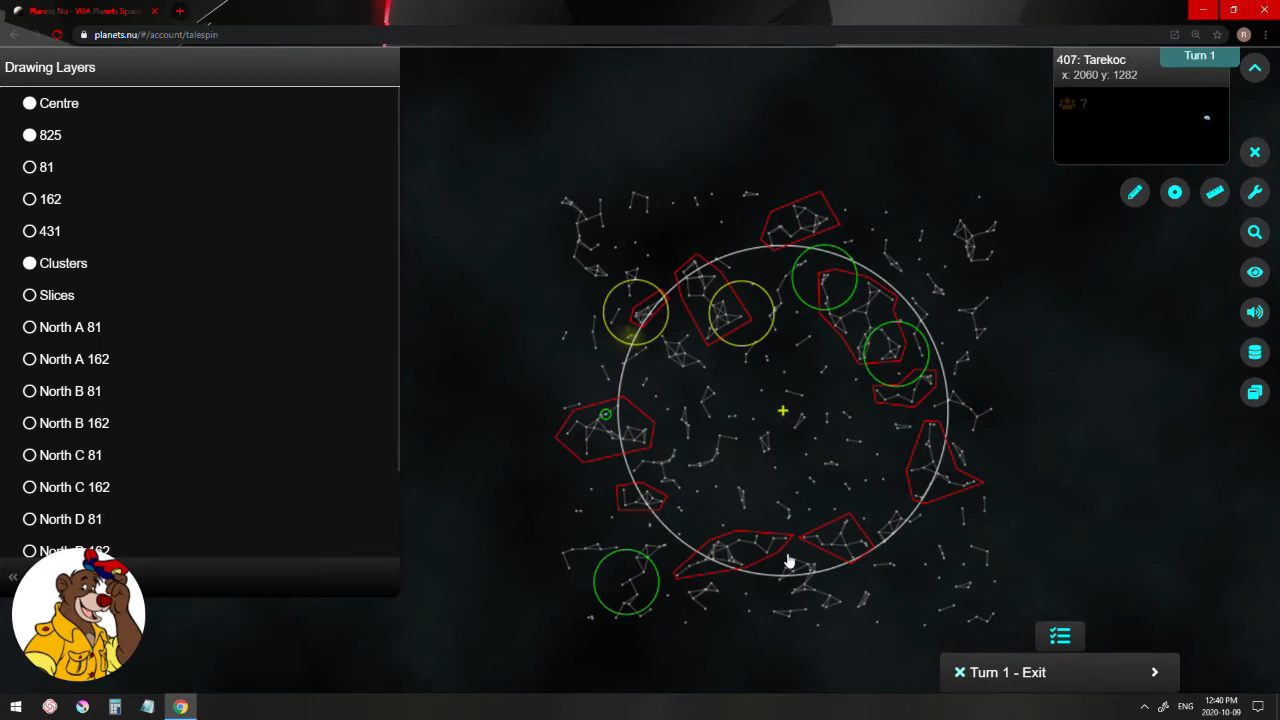 Planets Nu - VGA Planets Space
planets.nu/#/account/talespin
R
Drawing Layers
Centre
825
81
162
431
Clusters
Slices
North A 81
North A 162
North B 81
North B 162
North C 81
North C 162
North D 81
North D 162
407: Tarekoc
x: 2060 y: 1282
?
Turn 1
Turn 1 - Exit
ENG
12:40 PM
2020-10-09